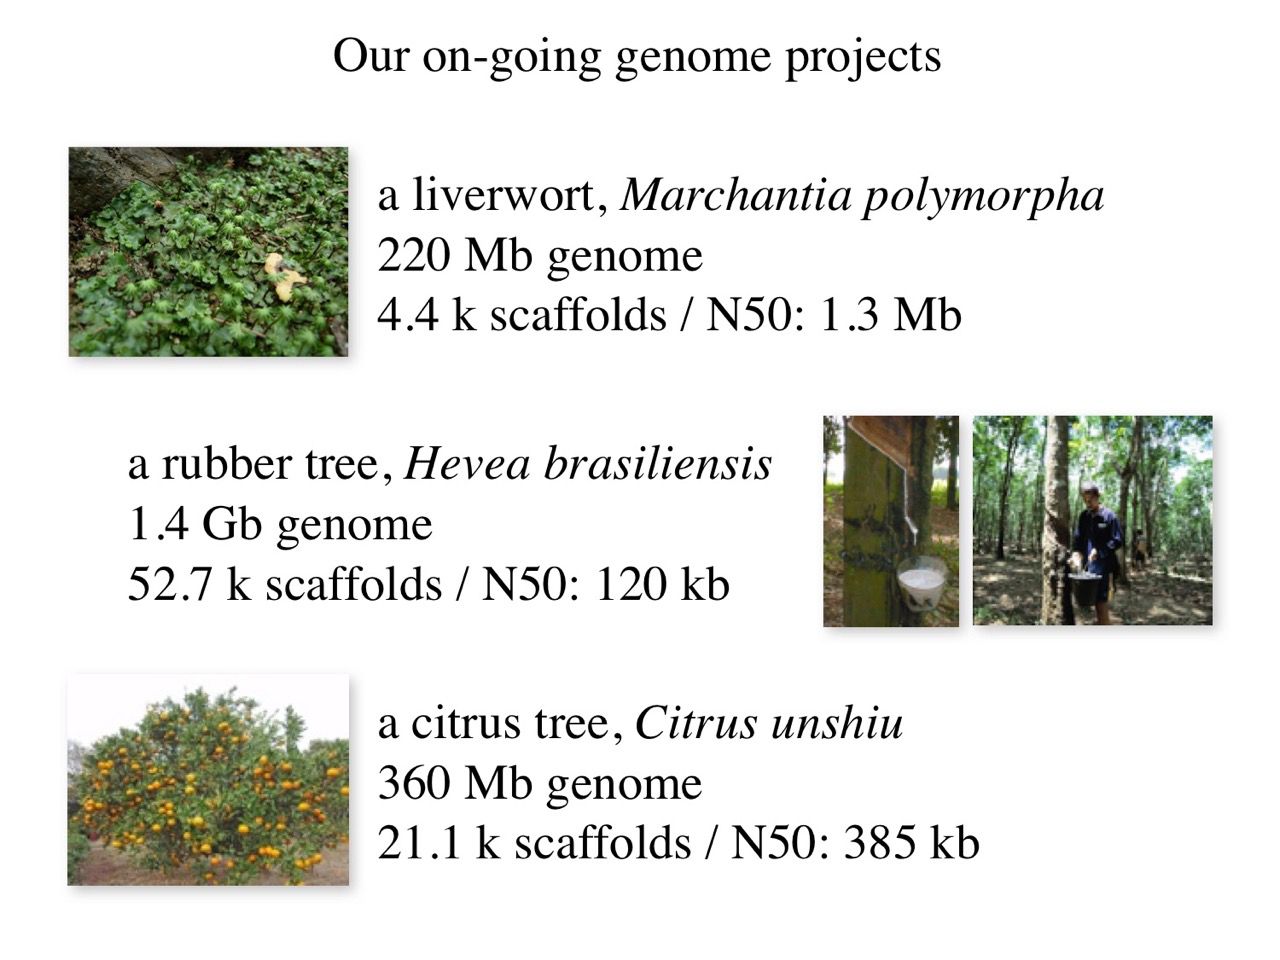 Our on-going genome projects
a liverwort, Marchantia polymorpha
220 Mb genome
4.4 k scaffolds / N50: 1.3 Mb
a rubber tree, Hevea brasiliensis
1.4 Gb genome
52.7 k scaffolds / N50: 120 kb
a citrus tree, Citrus unshiu
360 Mb genome
21.1 k scaffolds / N50: 385 kb